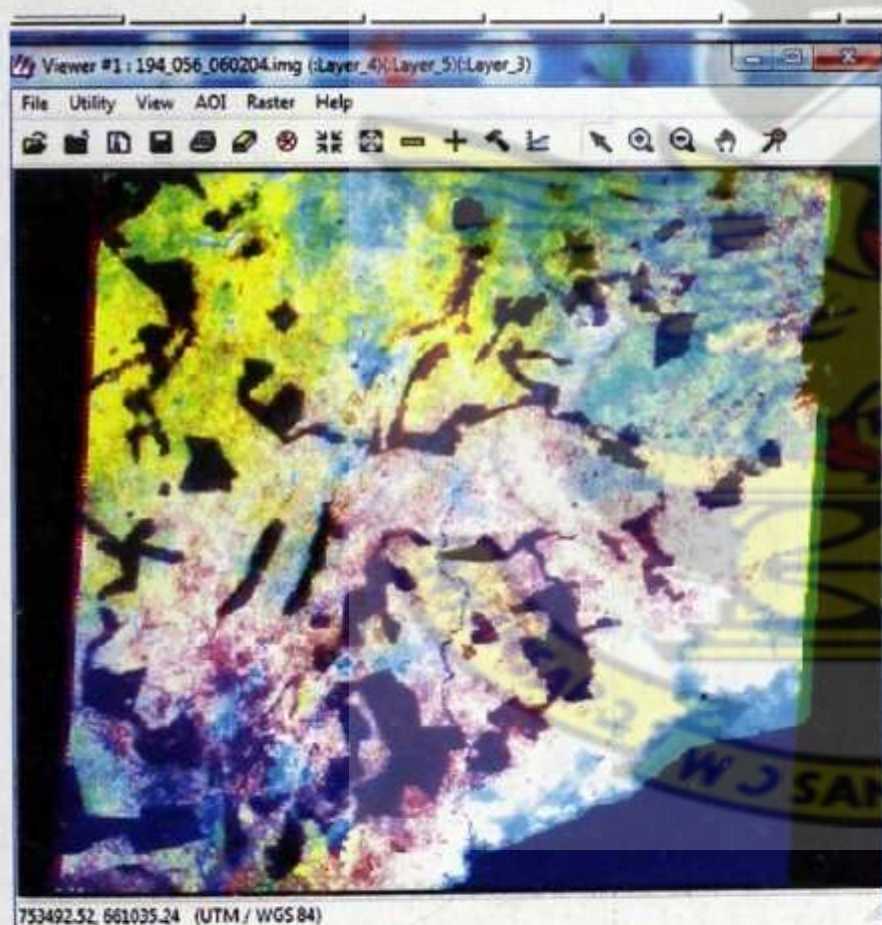 Viewer #1 : 194_056_060204.img (:Layer_4)(:Layer_5)(:Layer_3)
File Utility View AOI Raster Help
W J SAN
753492.52, 661035.24 (UTM / WGS 84)